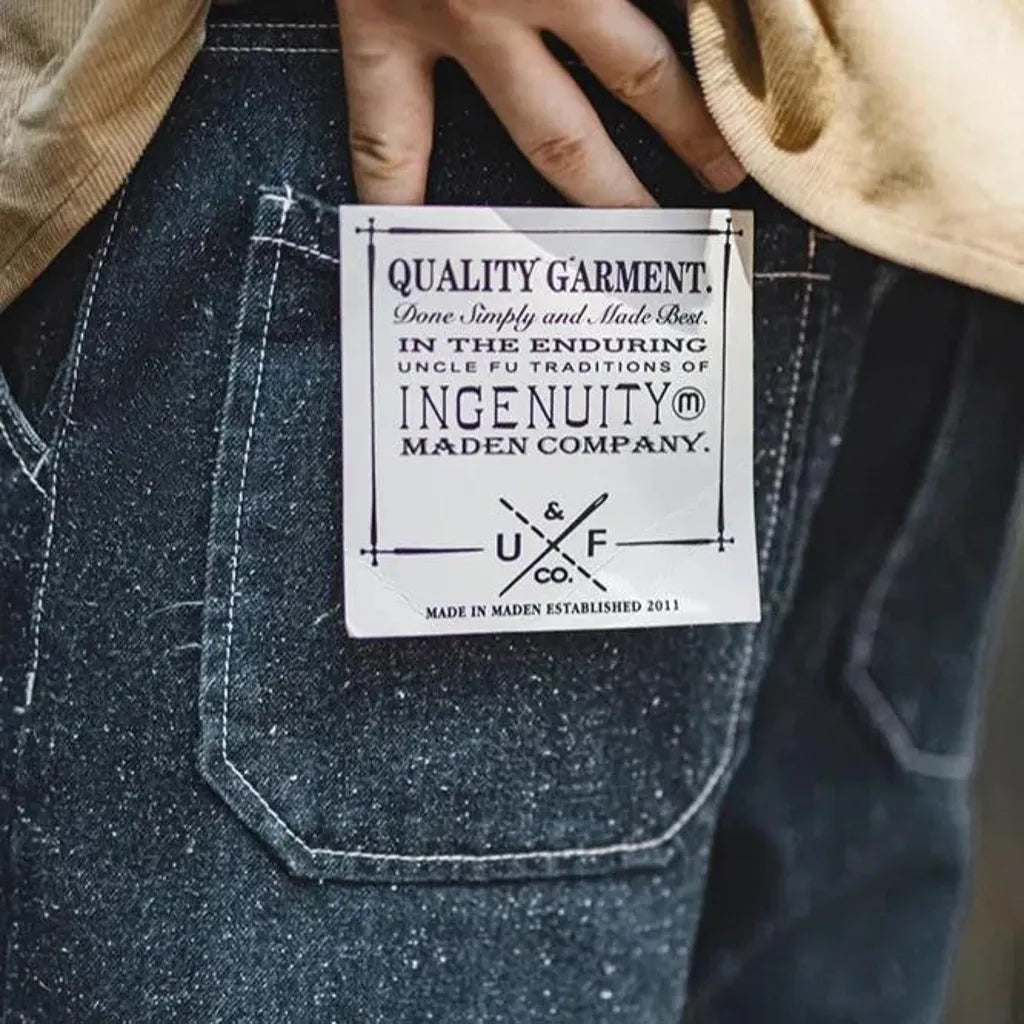 QUALITY GARMENT.
Done Simply and Made Best.
IN THE ENDURING
UNCLE FU TRADITIONS OF
INGENUITY ⓜ
MADEN COMPANY.
&
U F
CO.
MADE IN MADEN ESTABLISHED 2011